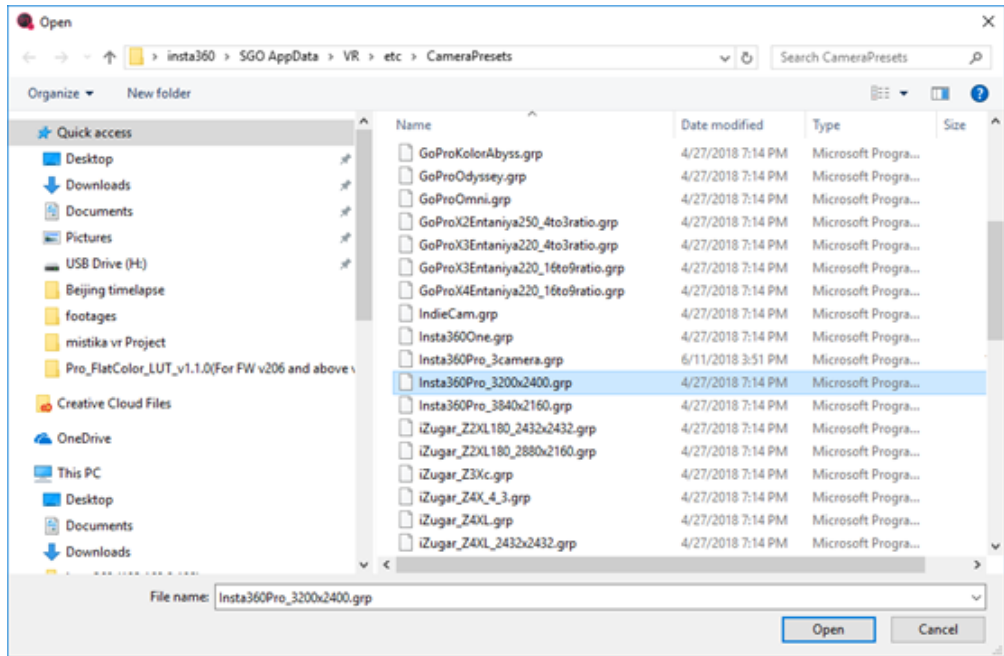 Open
insta360 > SGO AppData > VR > etc > CameraPresets
Search CameraPresets
Organize
New folder
Name Date modified Type Size
Quick access
Desktop
Downloads
Documents
Pictures
USB Drive (H:)
Beijing timelapse
footages
mistika vr Project
Pro_FlatColor_LUT_v1.1.0(For FW v206 and above v
Creative Cloud Files
OneDrive
This PC
Desktop
Documents
Downloads
GoProKolorAbyss.grp 4/27/2018 7:14 PM Microsoft Progra...
GoProOdyssey.grp 4/27/2018 7:14 PM Microsoft Progra...
GoProOmni.grp 4/27/2018 7:14 PM Microsoft Progra...
GoProX2Entaniya250_4to3ratio.grp 4/27/2018 7:14 PM Microsoft Progra...
GoProX3Entaniya220_4to3ratio.grp 4/27/2018 7:14 PM Microsoft Progra...
GoProX3Entaniya220_16to9ratio.grp 4/27/2018 7:14 PM Microsoft Progra...
GoProX4Entaniya220_16to9ratio.grp 4/27/2018 7:14 PM Microsoft Progra...
IndieCam.grp 4/27/2018 7:14 PM Microsoft Progra...
Insta360One.grp 4/27/2018 7:14 PM Microsoft Progra...
Insta360Pro_3camera.grp 6/11/2018 3:51 PM Microsoft Progra...
Insta360Pro_3200x2400.grp 4/27/2018 7:14 PM Microsoft Progra...
Insta360Pro_3840x2160.grp 4/27/2018 7:14 PM Microsoft Progra...
iZugar_Z2XL180_2432x2432.grp 4/27/2018 7:14 PM Microsoft Progra...
iZugar_Z2XL180_2880x2160.grp 4/27/2018 7:14 PM Microsoft Progra...
iZugar_Z3Xc.grp 4/27/2018 7:14 PM Microsoft Progra...
iZugar_Z4X_4_3.grp 4/27/2018 7:14 PM Microsoft Progra...
iZugar_Z4XL.grp 4/27/2018 7:14 PM Microsoft Progra...
iZugar_Z4XL_2432x2432.grp 4/27/2018 7:14 PM Microsoft Progra...
File name: Insta360Pro_3200x2400.grp
Open
Cancel